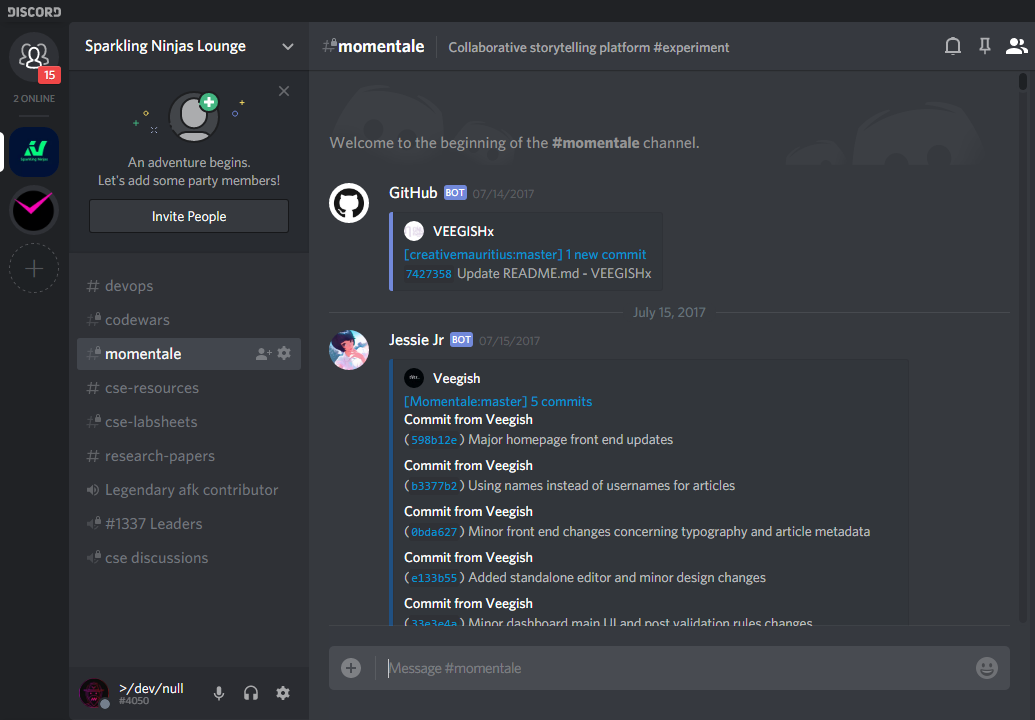 DISCORD
15
2 ONLINE
Sparkling Ninjas
Sparkling Ninjas Lounge
An adventure begins.
Let's add some party members!
Invite People
# devops
# codewars
# momentale
# cse-resources
# cse-labsheets
# research-papers
Legendary afk contributor
#1337 Leaders
cse discussions
>/dev/null
#4050
#momentale
Collaborative storytelling platform #experiment
Welcome to the beginning of the #momentale channel.
GitHub BOT 07/14/2017
VEEGISHx
[creativemauritius:master] 1 new commit
7427358 Update README.md - VEEGISHx
July 15, 2017
Jessie Jr BOT 07/15/2017
Veegish
[Momentale:master] 5 commits
Commit from Veegish
(598b12e) Major homepage front end updates
Commit from Veegish
(b3377b2) Using names instead of usernames for articles
Commit from Veegish
(0bda627) Minor front end changes concerning typography and article metadata
Commit from Veegish
(e133b55) Added standalone editor and minor design changes
Commit from Veegish
(33e3e4a) Minor dashboard main UI and post validation rules changes
Message #momentale